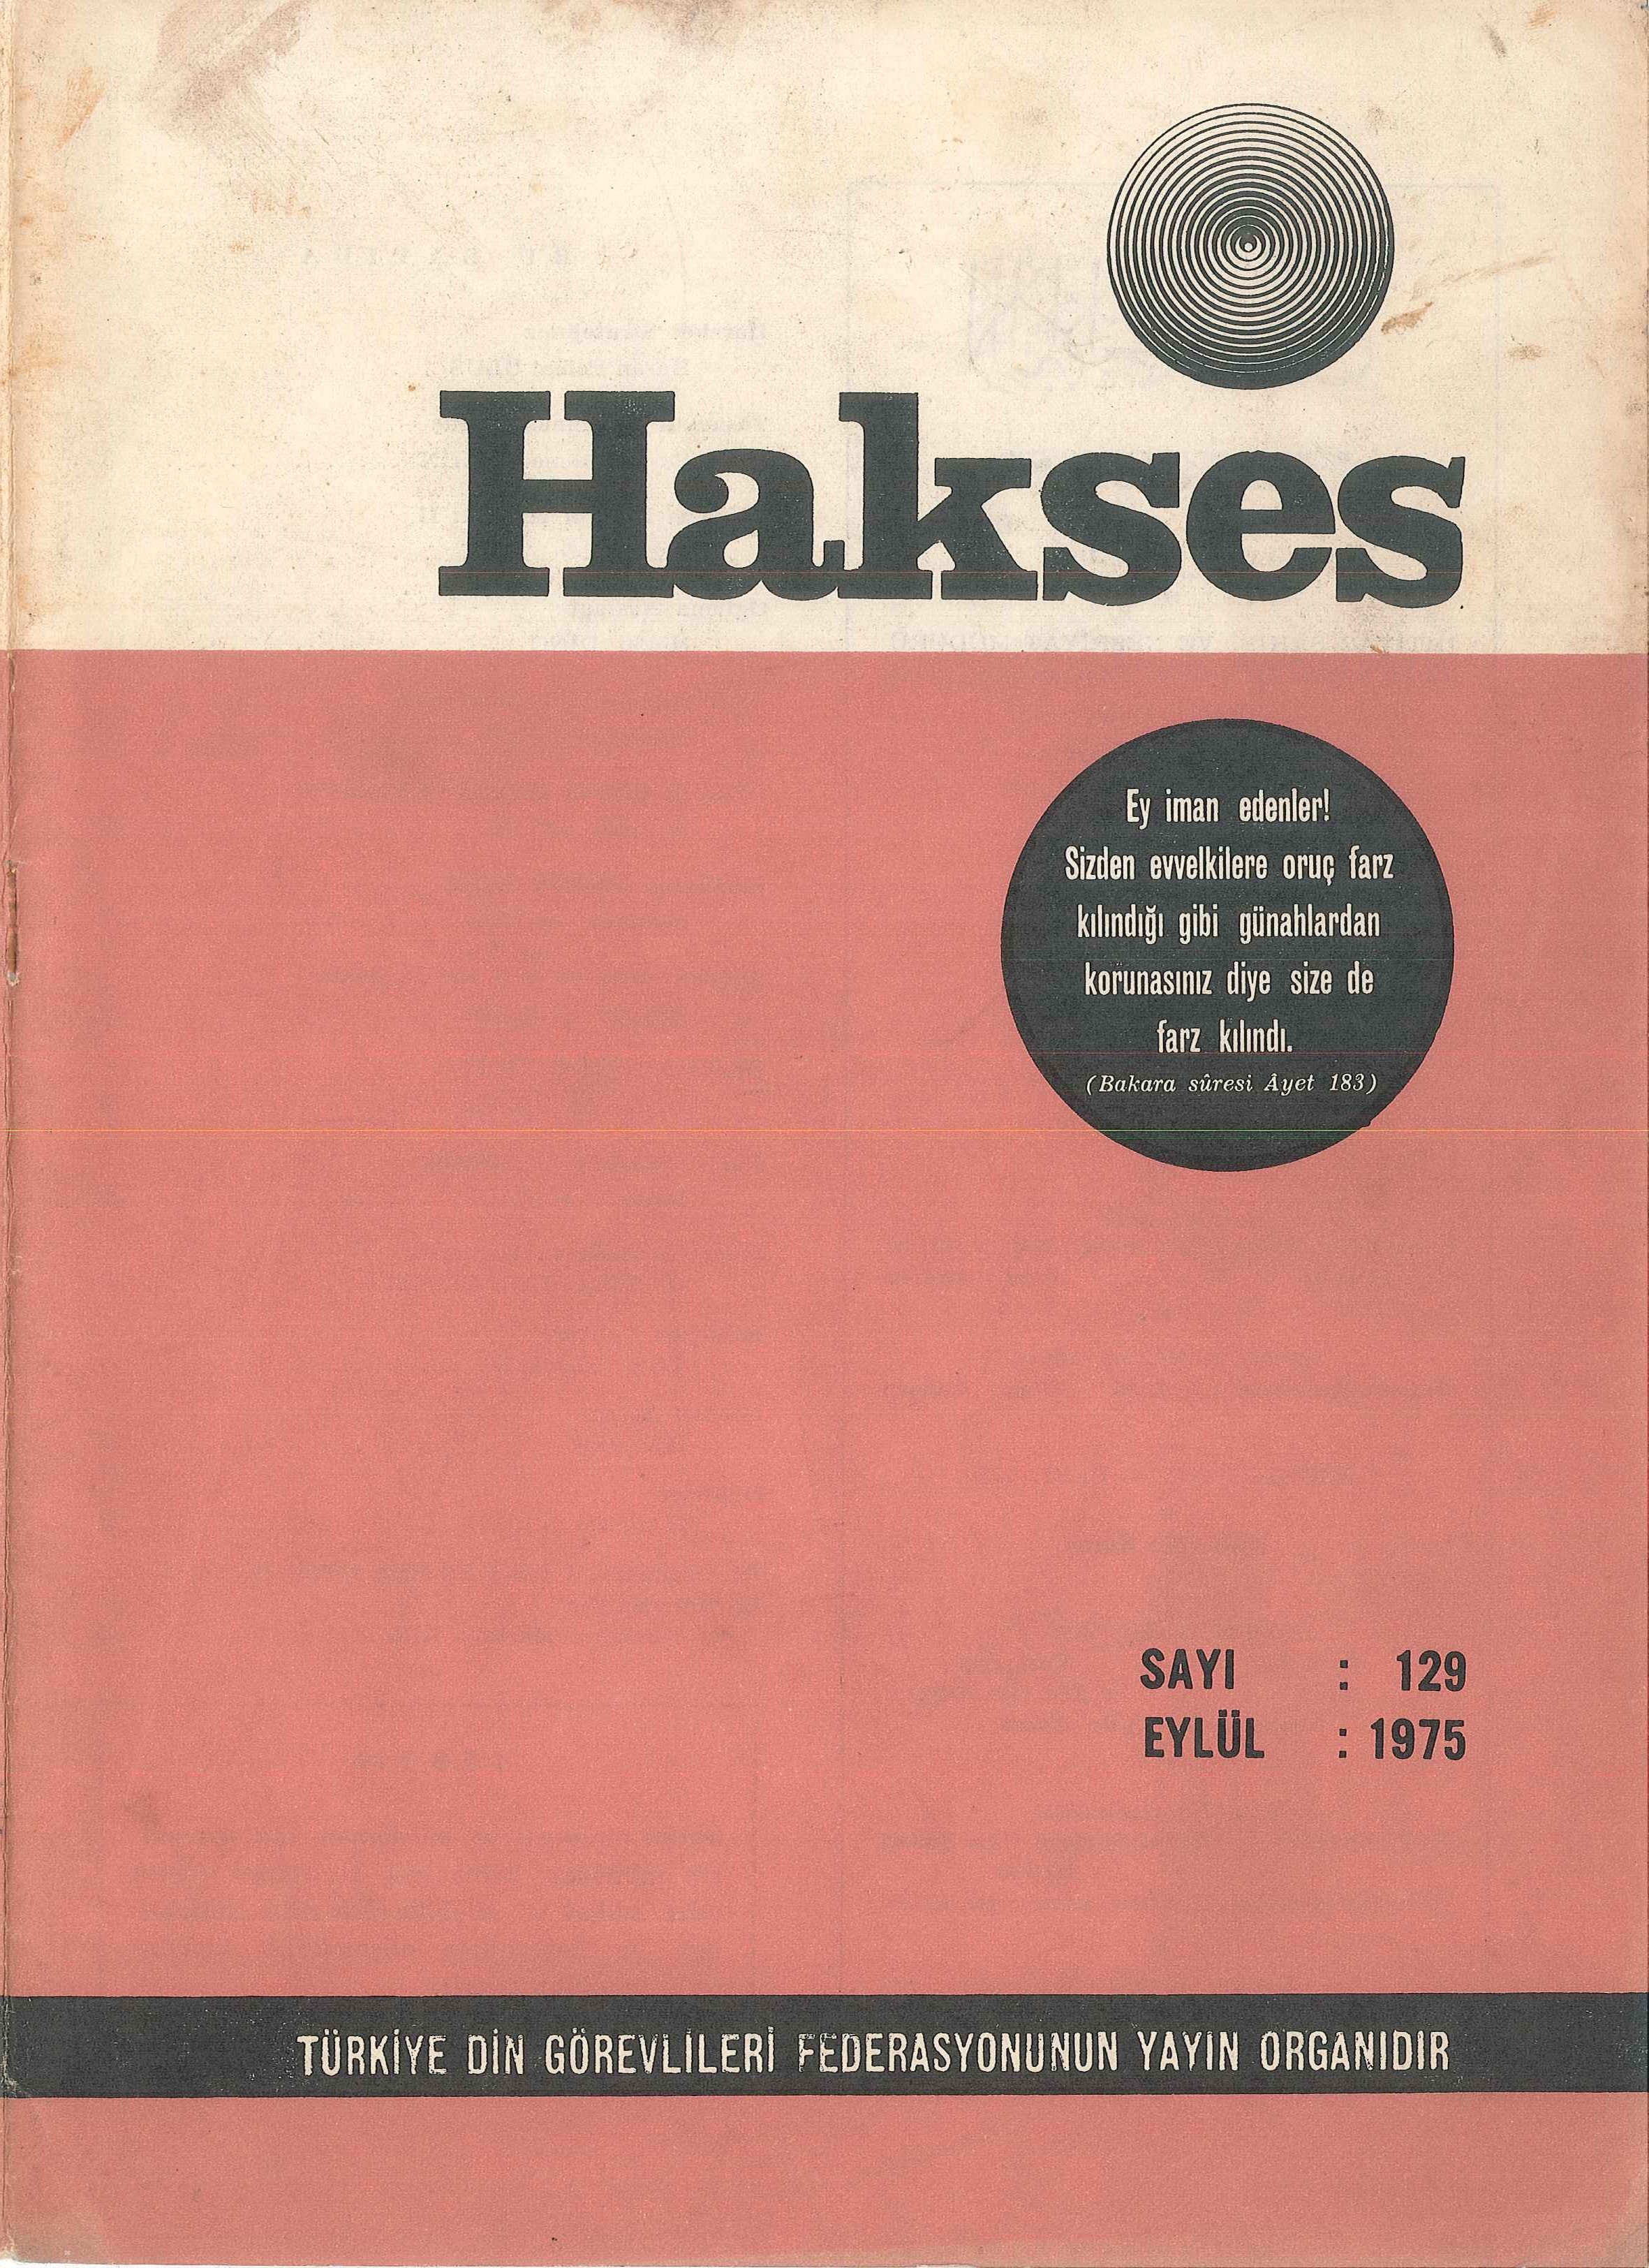 Hakses
Ey iman edenler!
Sizden evvelkilere oruç farz
kılındığı gibi günahlardan
korunasınız diye size de
farz kılındı.
(Bakara sûresi Âyet 183)
SAYI : 129
EYLÜL : 1975
TÜRKİYE DİN GÖREVLİLERİ FEDERASYONUNUN YAYIN ORGANIDIR